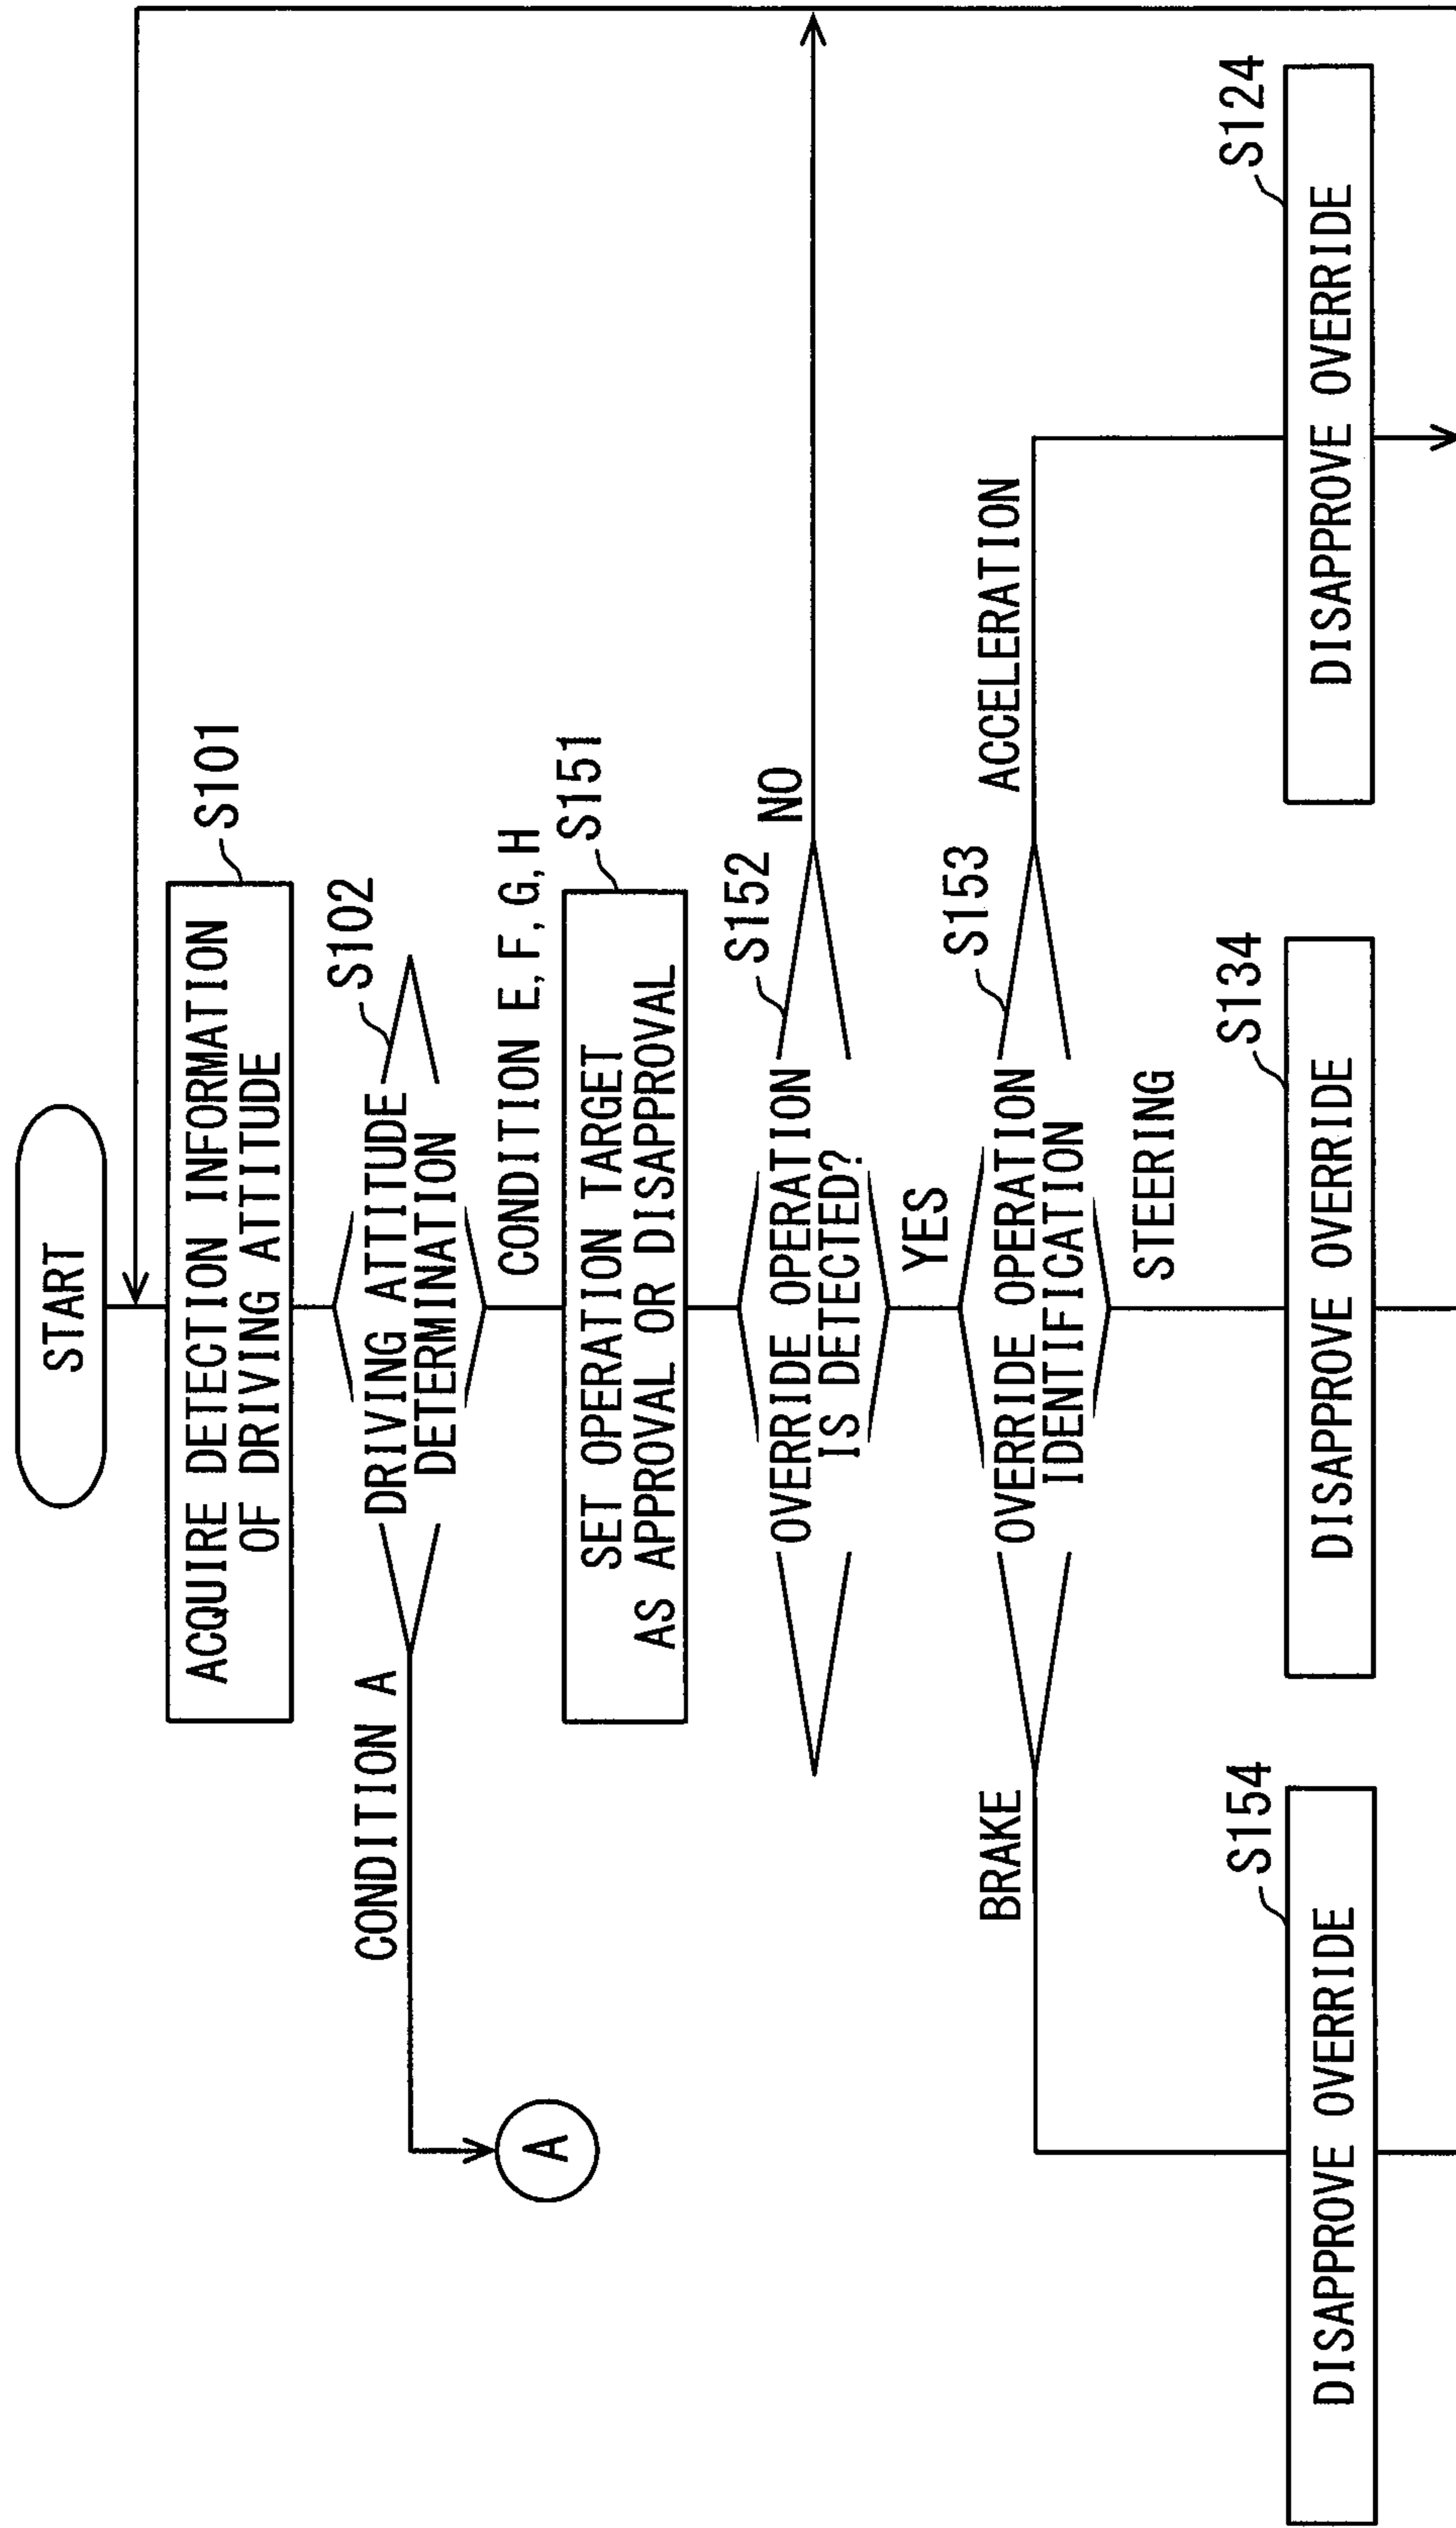 START
ACQUIRE DETECTION INFORMATION
OF DRIVING ATTITUDE
S101
DRIVING ATTITUDE
DETERMINATION
S102
CONDITION A
A
CONDITION E, F, G, H
SET OPERATION TARGET
AS APPROVAL OR DISAPPROVAL
S151
OVERRIDE OPERATION
IS DETECTED?
S152
NO
YES
OVERRIDE OPERATION
IDENTIFICATION
S153
BRAKE
STEERING
ACCELERATION
DISAPPROVE OVERRIDE
S154
DISAPPROVE OVERRIDE
S134
DISAPPROVE OVERRIDE
S124